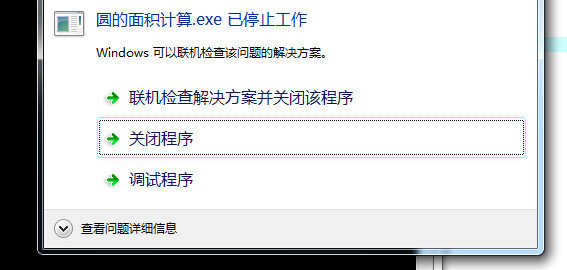 圆的面积计算.exe 已停止工作
Windows 可以联机检查该问题的解决方案。
联机检查解决方案并关闭该程序
关闭程序
调试程序
查看问题详细信息